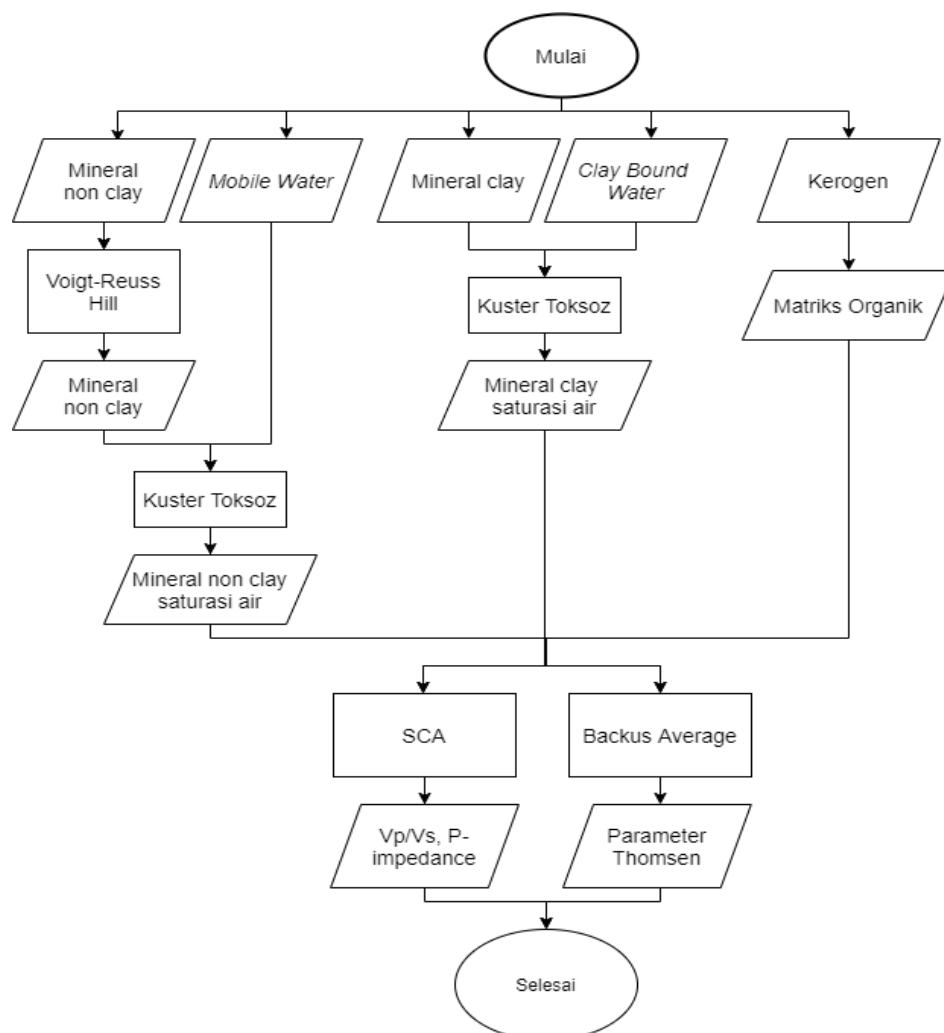 Mulai
Mineral
non clay
Mobile Water
Mineral clay
Clay Bound
Water
Kerogen
Voigt-Reuss
Hill
Kuster Toksoz
Matriks Organik
Mineral
non clay
Mineral clay
saturasi air
Kuster Toksoz
Mineral non clay
saturasi air
SCA
Backus Average
Vp/Vs, P-
impedance
Parameter
Thomsen
Selesai